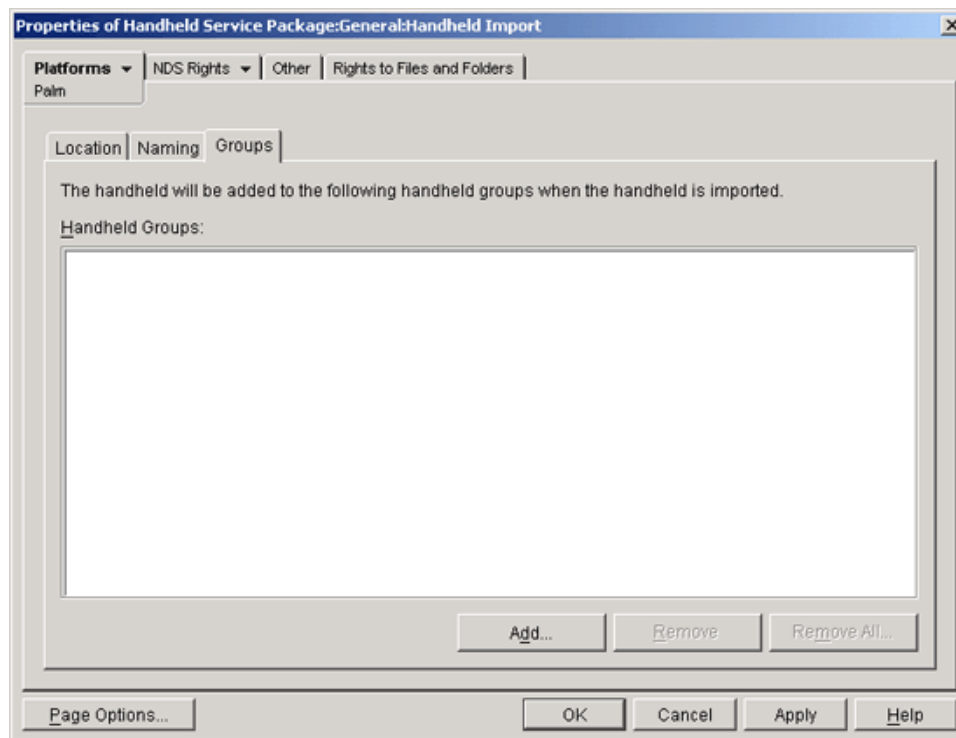 Properties of Handheld Service Package:General:Handheld Import
Platforms NDS Rights Other Rights to Files and Folders
Palm
Location Naming Groups
The handheld will be added to the following handheld groups when the handheld is imported.
Handheld Groups:
Add... Remove Remove All...
Page Options... OK Cancel Apply Help